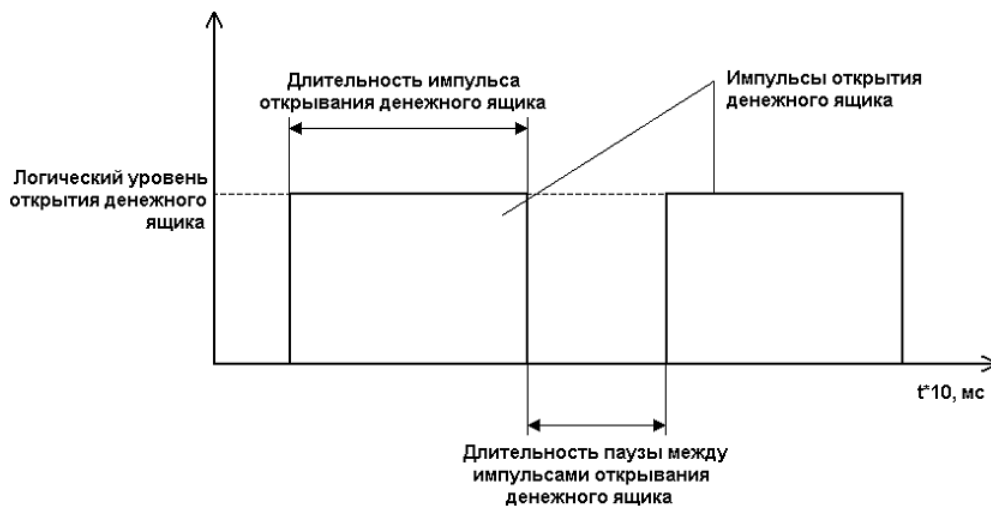 Длительность импульса
открывания денежного ящика
Импульсы открытия
денежного ящика
Логический уровень
открытия денежного
ящика
t*10, мс
Длительность паузы между
импульсами открывания
денежного ящика